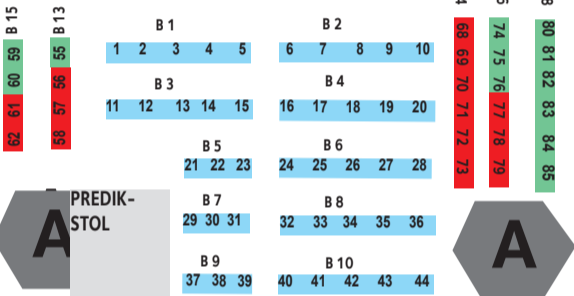 B 15
59
60
61
62
B 13
55
56
57
58
B 1
1 2 3 4 5
B 2
6 7 8 9 10
B 3
11 12 13 14 15
B 4
16 17 18 19 20
B 5
21 22 23
B 6
24 25 26 27 28
B 7
29 30 31
B 8
32 33 34 35 36
B 9
37 38 39
B 10
40 41 42 43 44
68 69 70 71 72 73
74 75 76 77 78 79
8
80 81 82 83 84 85
A
PREDIK-
STOL
A